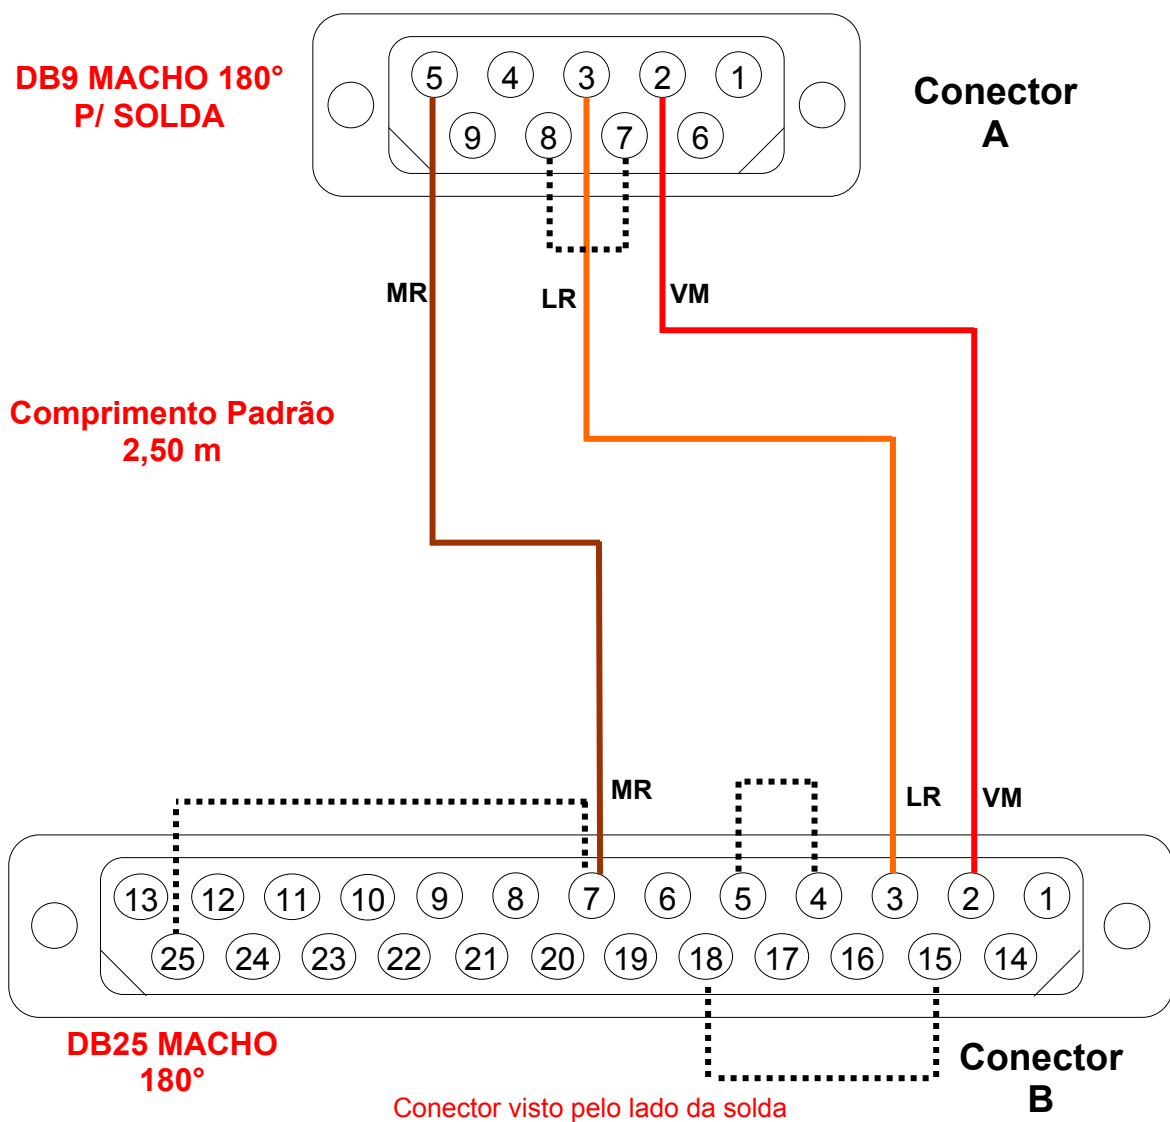 DB9 MACHO 180°
P/ SOLDA
5 4 3 2 1
9 8 7 6
Conector
A
MR LR VM
Comprimento Padrão
2,50 m
MR LR VM
13 12 11 10 9 8 7 6 5 4 3 2 1
25 24 23 22 21 20 19 18 17 16 15 14
DB25 MACHO
180°
Conector
B
Conector visto pelo lado da solda